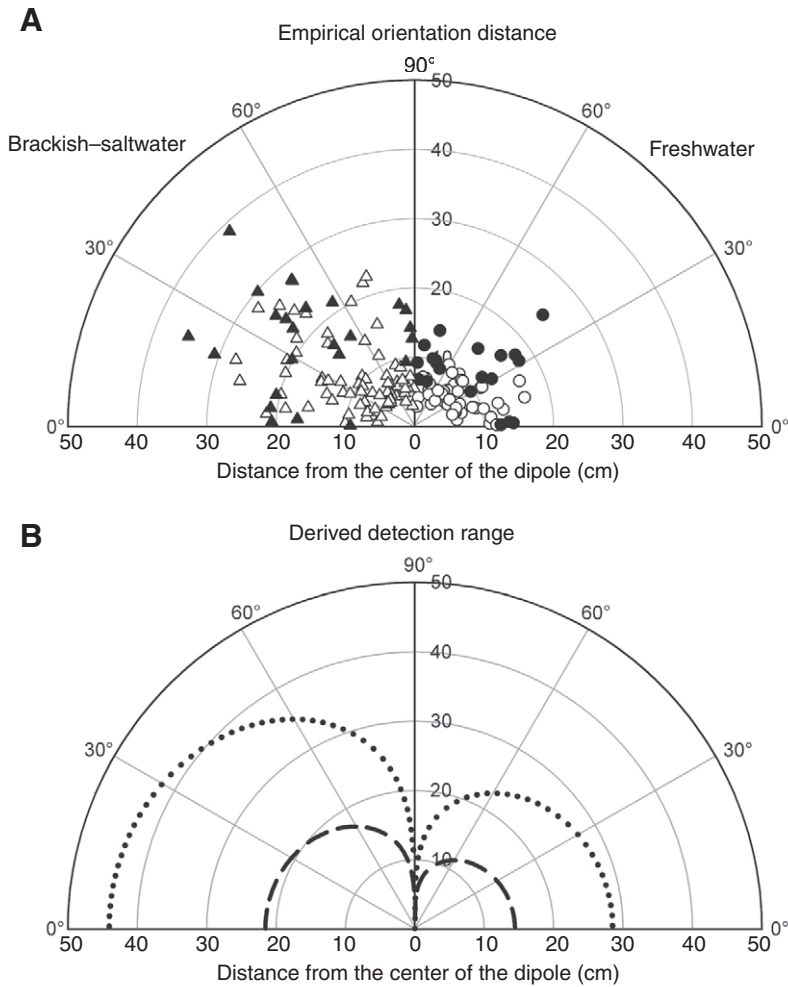 A
Empirical orientation distance
90°
50
60°
60°
Brackish–saltwater
Freshwater
40
30°
30
30°
20
10
0°
0°
50 40 30 20 10 0 10 20 30 40 50
Distance from the center of the dipole (cm)
B
Derived detection range
90°
50
60°
60°
40
30°
30
30°
20
10
0°
0°
50 40 30 20 10 0 10 20 30 40 50
Distance from the center of the dipole (cm)